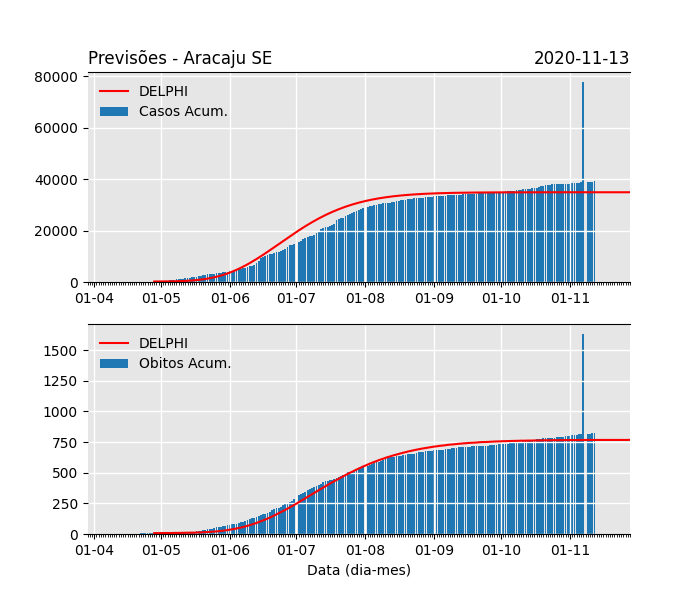 Previsões - Aracaju SE 2020-11-13
80000
60000
40000
20000
0
DELPHI
Casos Acum.
01-04 01-05 01-06 01-07 01-08 01-09 01-10 01-11
1500
1250
1000
750
500
250
0
DELPHI
Obitos Acum.
01-04 01-05 01-06 01-07 01-08 01-09 01-10 01-11
Data (dia-mes)